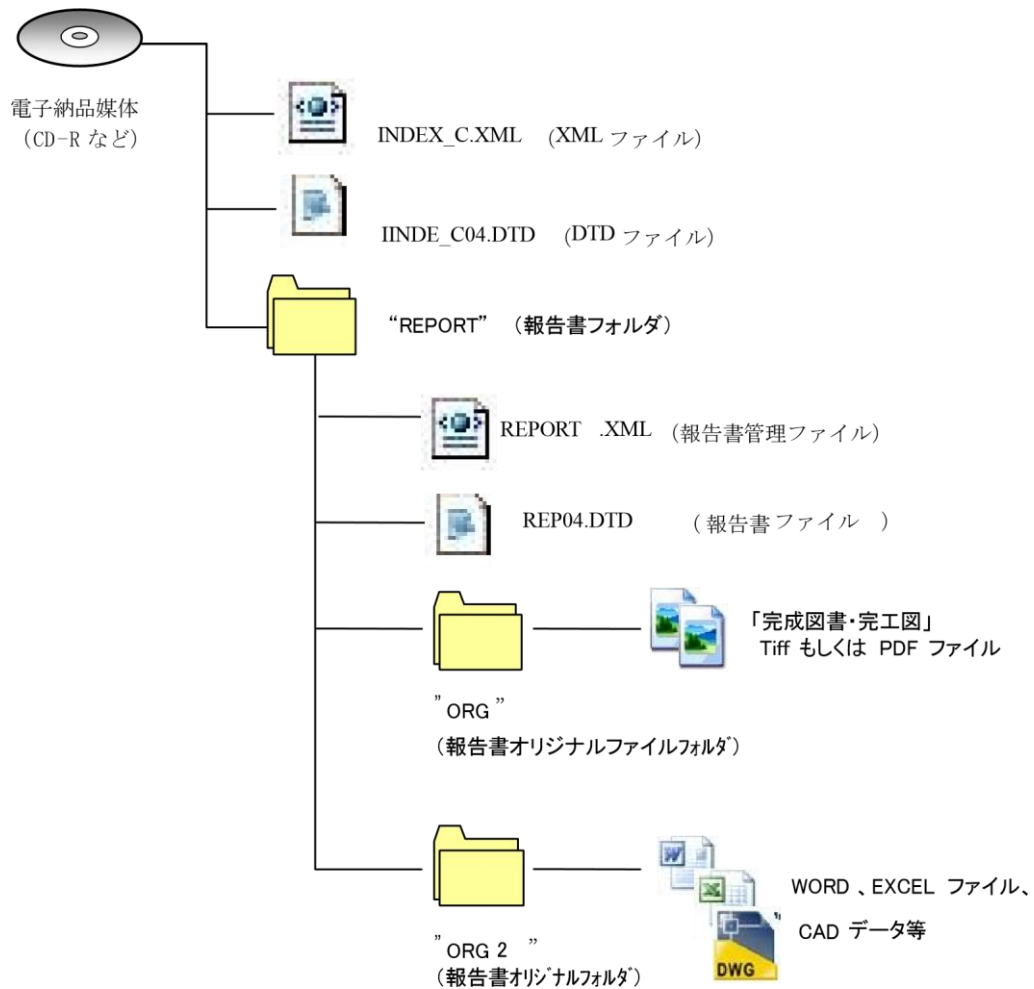 電子納品媒体
（CD-R など）
INDEX_C.XML （XML ファイル）
IINDE_C04.DTD （DTD ファイル）
“REPORT” （報告書フォルダ）
REPORT .XML （報告書管理ファイル）
REP04.DTD （報告書ファイル ）
「完成図書・完工図」
Tiff もしくは PDF ファイル
”ORG”
（報告書オリジナルファイルフォルダ）
WORD 、EXCEL ファイル、
CAD データ等
DWG
”ORG 2 ”
（報告書オリジナルフォルダ）